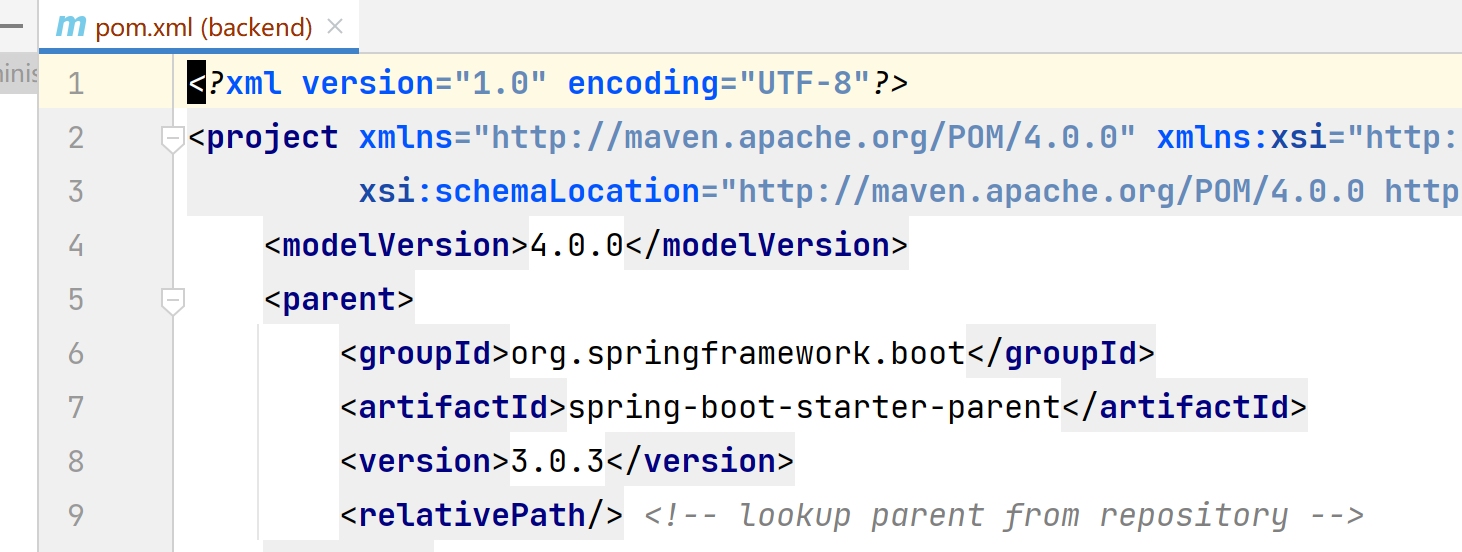 pom.xml (backend)
1 <?xml version="1.0" encoding="UTF-8"?>
2 <project xmlns="http://maven.apache.org/POM/4.0.0" xmlns:xsi="http:
3 xsi:schemaLocation="http://maven.apache.org/POM/4.0.0 http
4 <modelVersion>4.0.0</modelVersion>
5 <parent>
6 <groupId>org.springframework.boot</groupId>
7 <artifactId>spring-boot-starter-parent</artifactId>
8 <version>3.0.3</version>
9 <relativePath/> <!-- lookup parent from repository -->